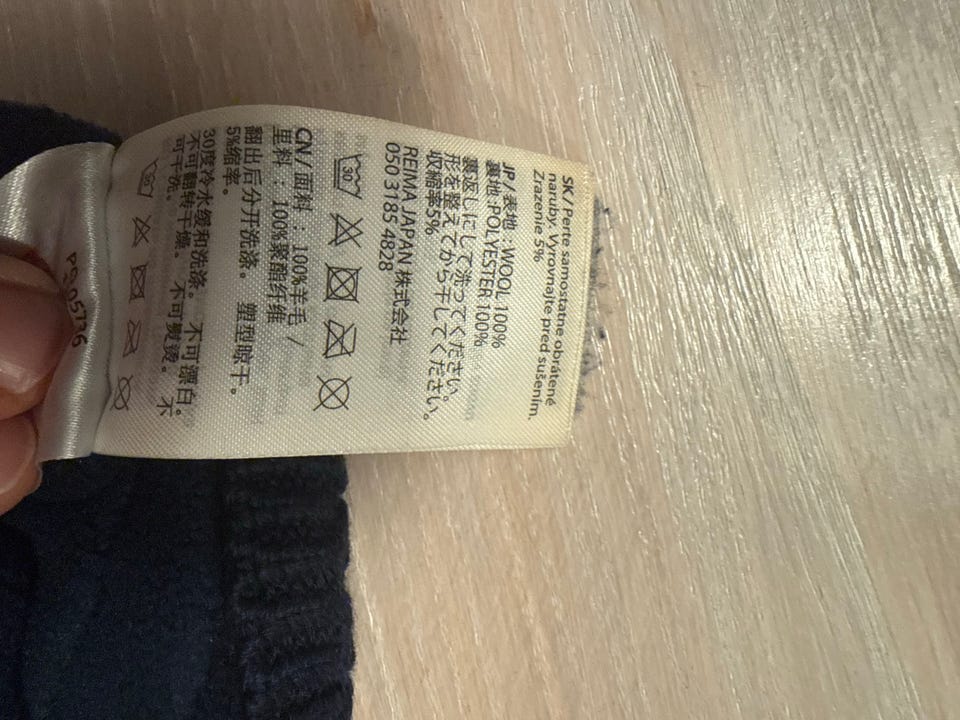 SK/ Perte samostatne obrátené
naruby. Vyrovnajte pred sušením.
Zrazenie 5%
JP/ 表地 : WOOL 100%
裏地:POLYESTER 100%
裏返しにして洗ってください。
形を整えてから干してください。
収縮率5%
REIMA JAPAN 株式会社
050 3185 4828
30
CN/ 面料 : 100%羊毛 /
里料 : 100%聚酯纤维
翻出后分开洗涤。 塑型晾干。
5%缩率。
30度冷水缓和洗涤。 不可漂白。
不可翻转干燥。 不可熨烫。 不
可干洗。
30